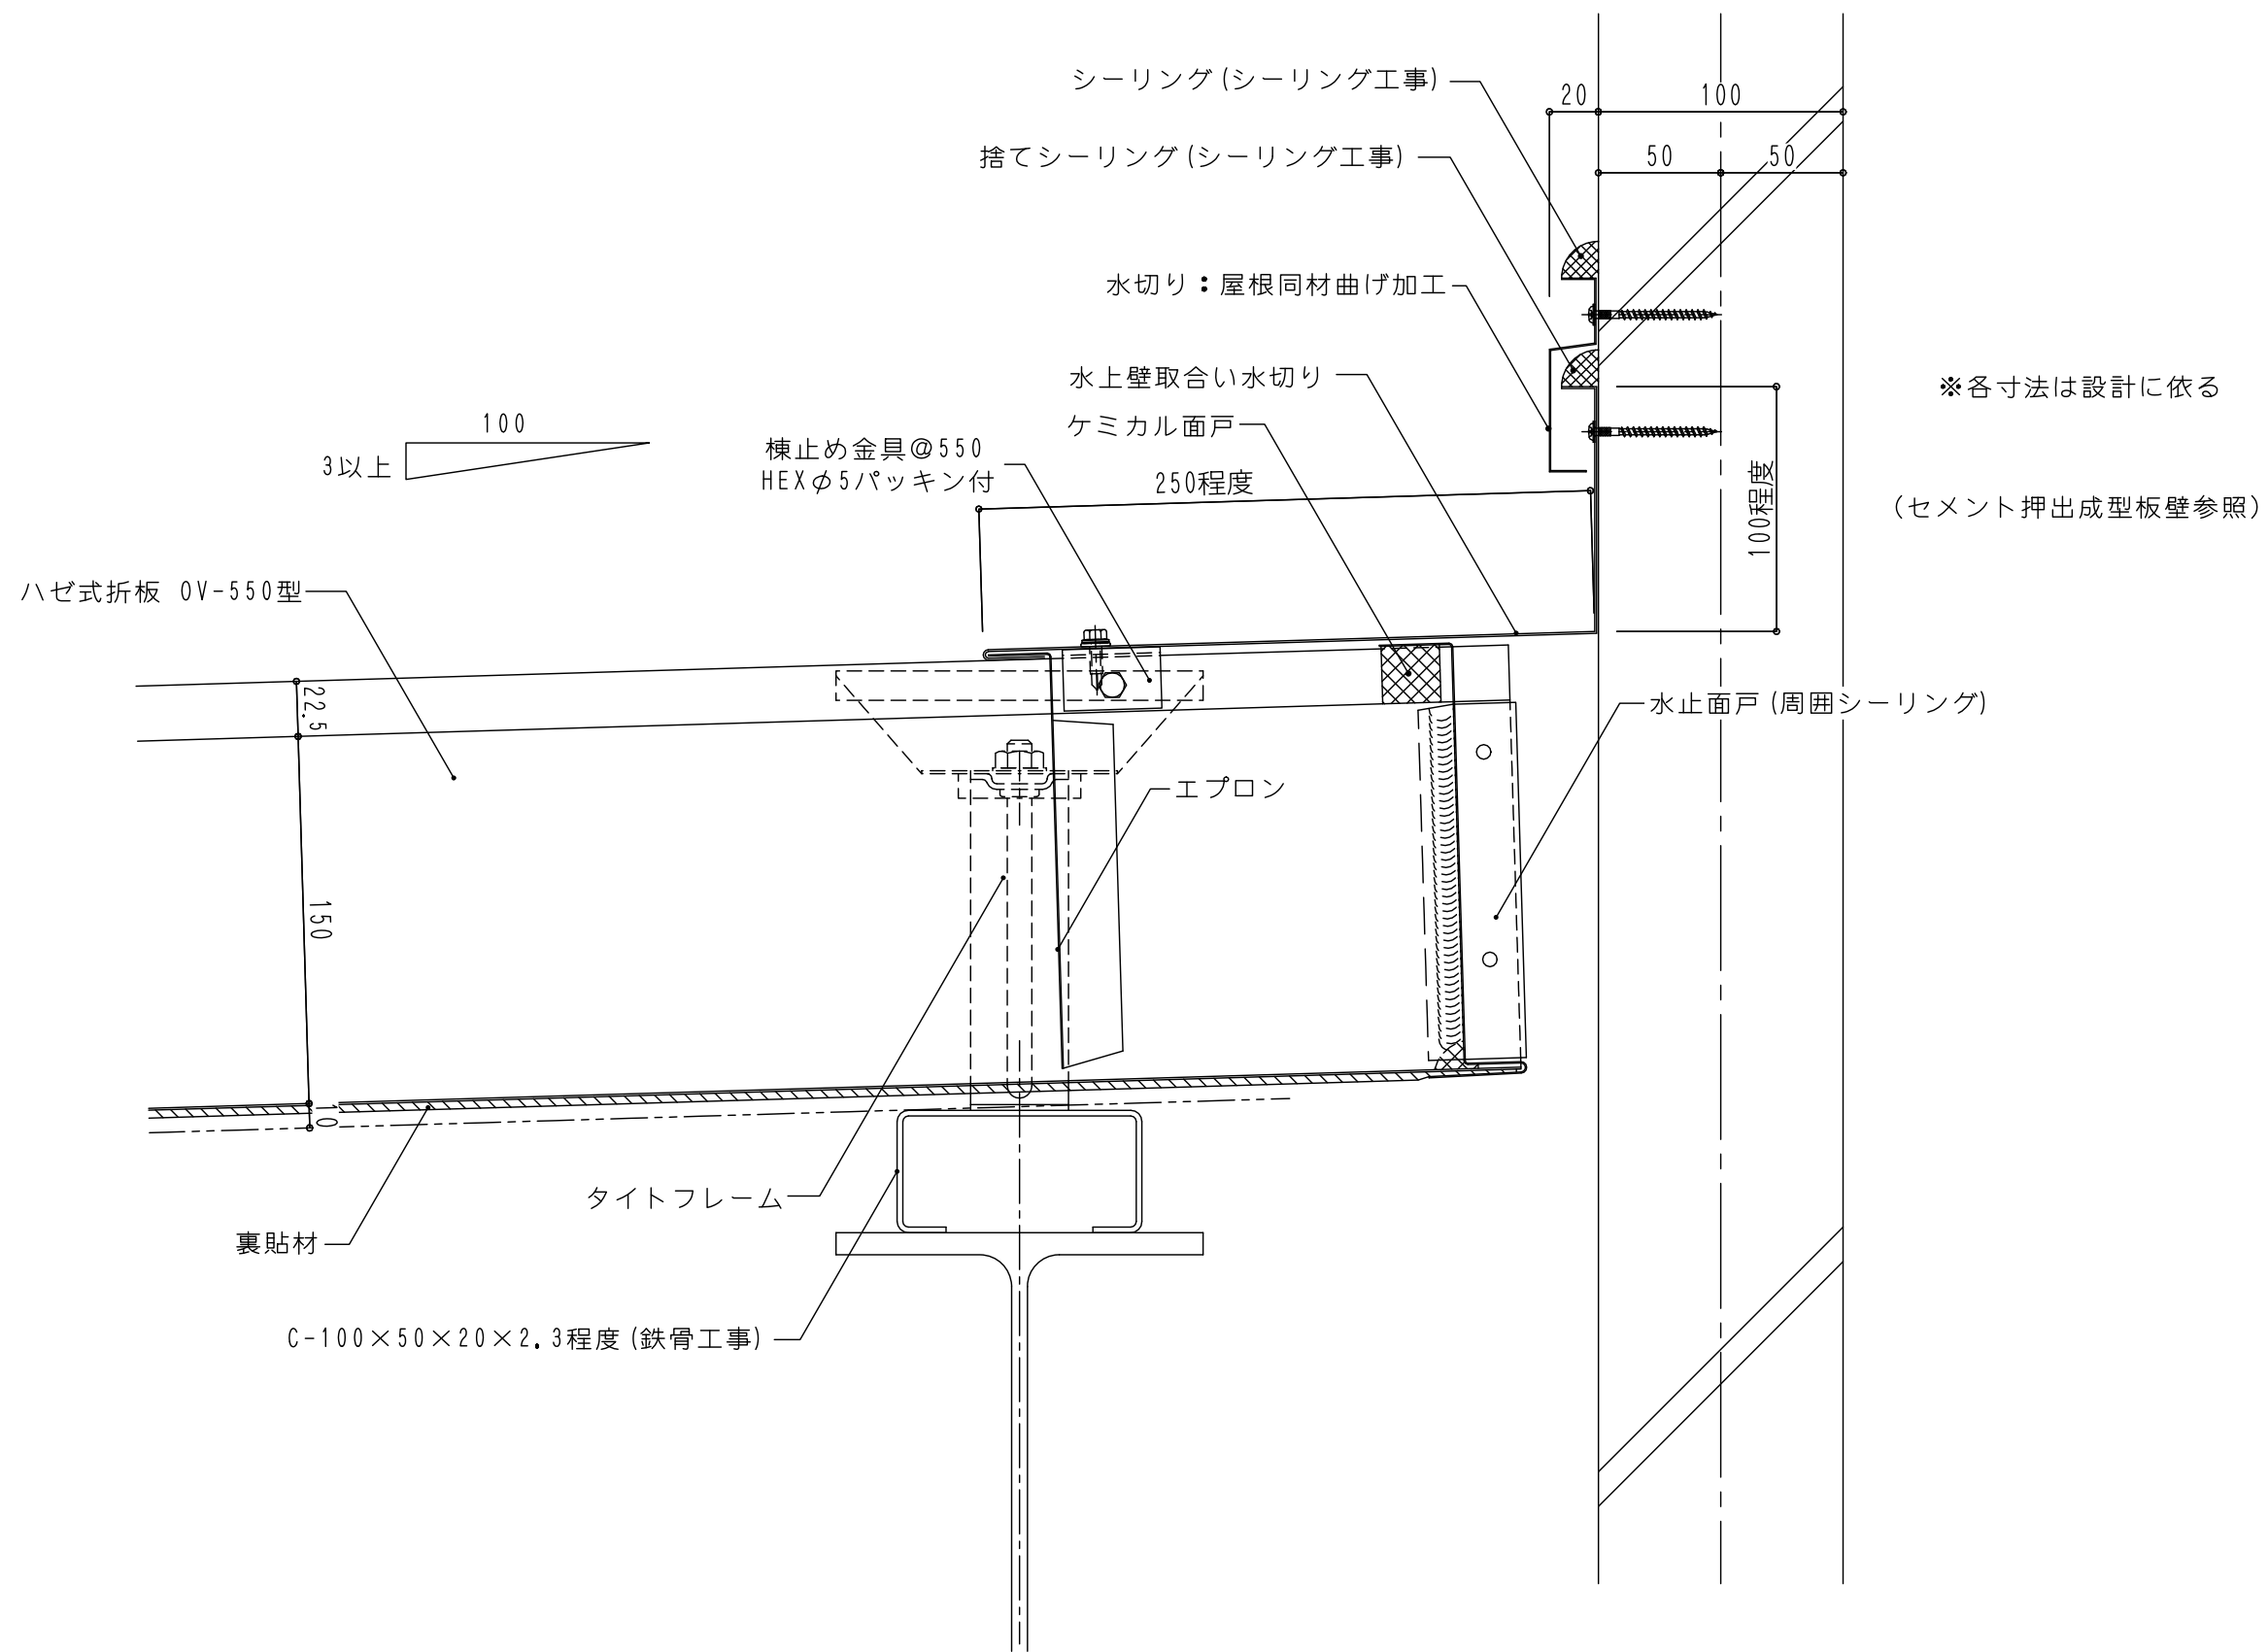 シーリング(シーリング工事)
20
100
捨てシーリング(シーリング工事)
50
50
水切り：屋根同材曲げ加工
水上壁取合い水切り
※各寸法は設計に依る
ケミカル面戸
100
3以上
棟止め金具@550
HEXφ5パッキン付
250程度
100程度
(セメント押出成型板壁参照)
ハゼ式折板 OV-550型
22.5
水止面戸(周囲シーリング)
エプロン
150
タイトフレーム
裏貼材
C-100×50×20×2.3程度(鉄骨工事)